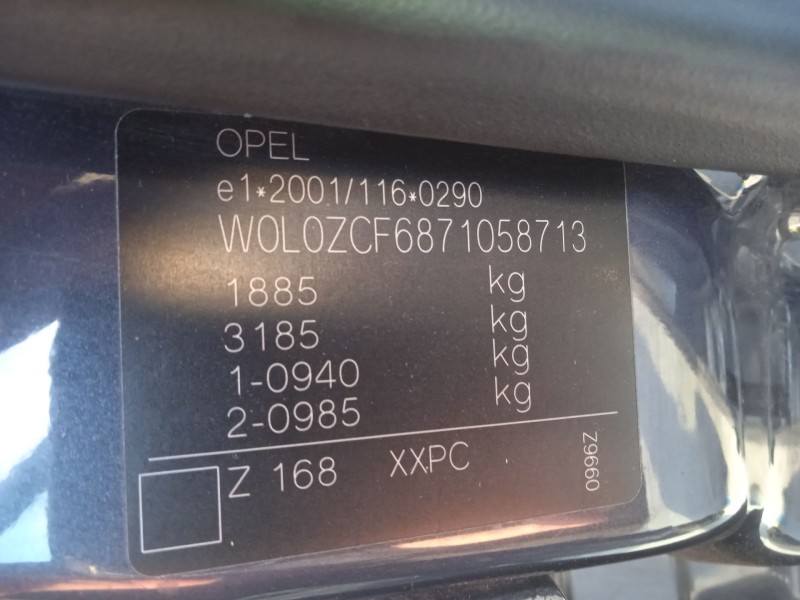 OPEL
e1*2001/116*0290
W0L0ZCF6871058713
1885 kg
3185 kg
1-0940 kg
2-0985 kg
Z 168 XXPC
Z9660